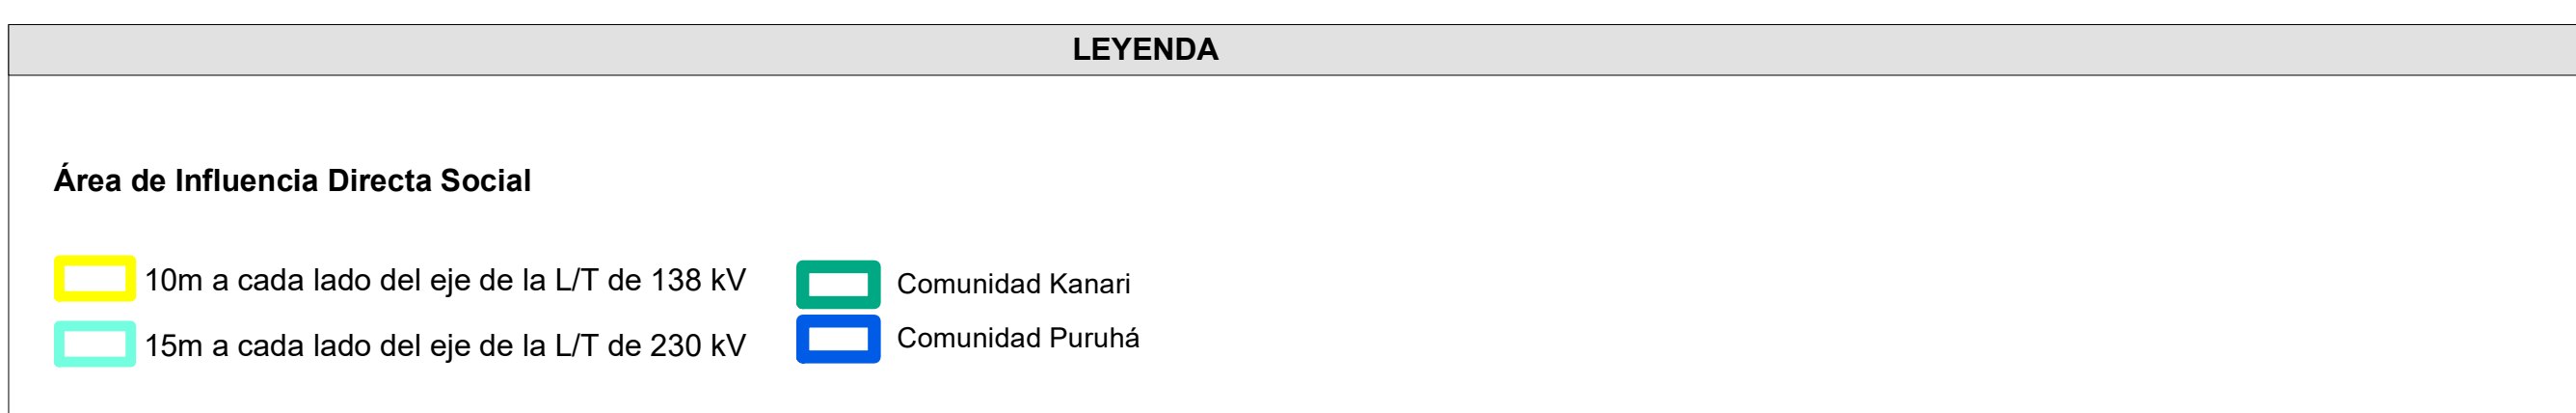 LEYENDA
Área de Influencia Directa Social
10m a cada lado del eje de la L/T de 138 kV
15m a cada lado del eje de la L/T de 230 kV
Comunidad Kanari
Comunidad Puruhá